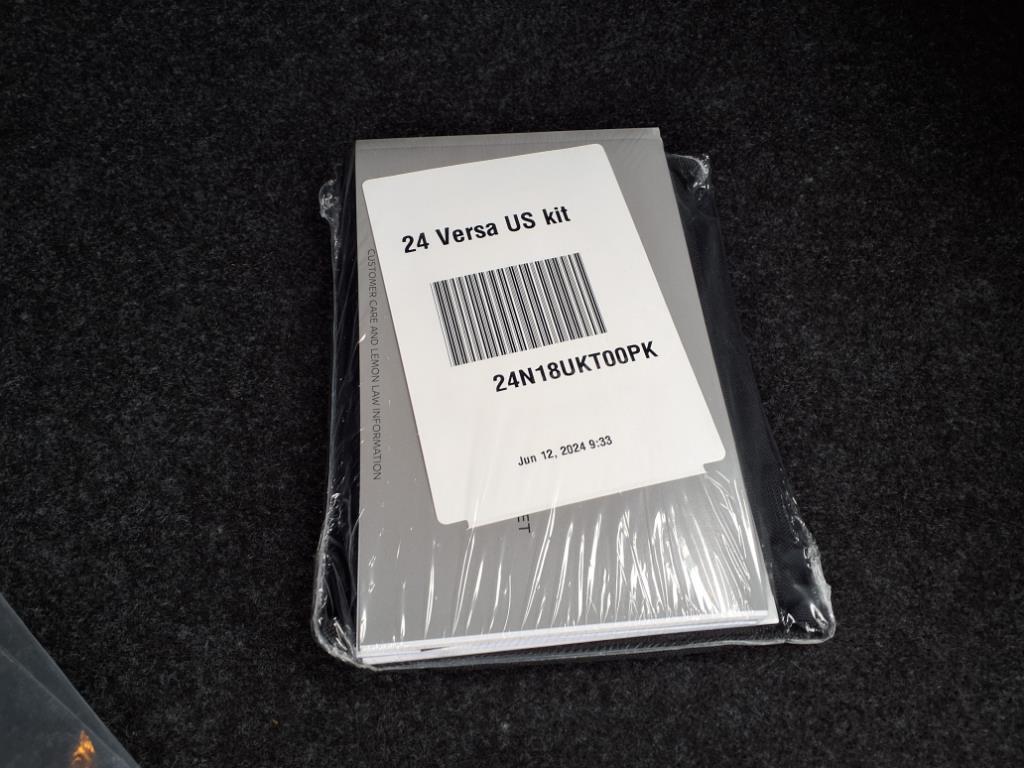 24 Versa US kit
24N18UKT00PK
Jun 12, 2024 9:33
CUSTOMER CARE AND LEMON LAW INFORMATION